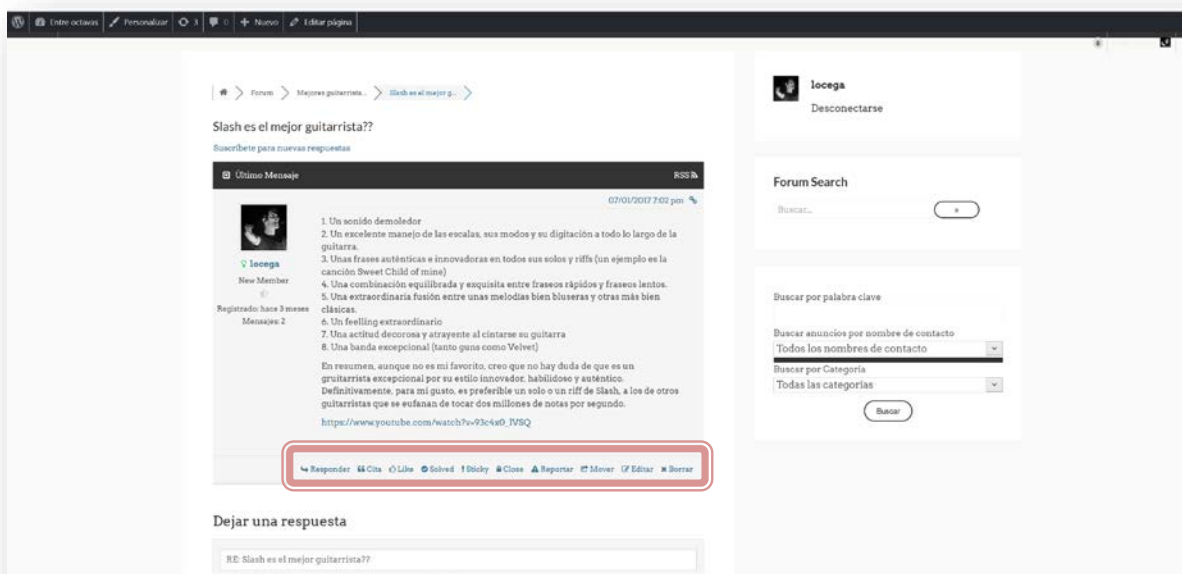 Entre octavas Personalizar 3 0 Nuevo Editar página
Forum Mejores guitarrista... Slash es el mejor g...
Slash es el mejor guitarrista??
Suscríbete para nuevas respuestas
Último Mensaje RSS
07/01/2017 7:02 pm
locega
New Member
Registrado: hace 3 meses
Mensajes: 2
1. Un sonido demoledor
2. Un excelente manejo de las escalas, sus modos y su digitación a todo lo largo de la
guitarra.
3. Unas frases auténticas e innovadoras en todos sus solos y riffs (un ejemplo es la
canción Sweet Child of mine)
4. Una combinación equilibrada y exquisita entre fraseos rápidos y fraseos lentos.
5. Una extraordinaria fusión entre unas melodías bien bluseras y otras más bien
clásicas.
6. Un feelling extraordinario
7. Una actitud decorosa y atrayente al cintarse su guitarra
8. Una banda excepcional (tanto guns como Velvet)
En resumen, aunque no es mi favorito, creo que no hay duda de que es un
gruitarrista excepcional por su estilo innovador, habilidoso y auténtico.
Definitivamente, para mi gusto, es preferible un solo o un riff de Slash, a los de otros
guitarristas que se eufanan de tocar dos millones de notas por segundo.
https://www.youtube.com/watch?v=93c4x0_IVSQ
Responder Cita Like Solved Sticky Close Reportar Mover Editar Borrar
Dejar una respuesta
RE: Slash es el mejor guitarrista??
locega
Desconectarse
Forum Search
Buscar... »
Buscar por palabra clave
Buscar anuncios por nombre de contacto
Todos los nombres de contacto
Buscar por Categoría
Todas las categorías
Buscar